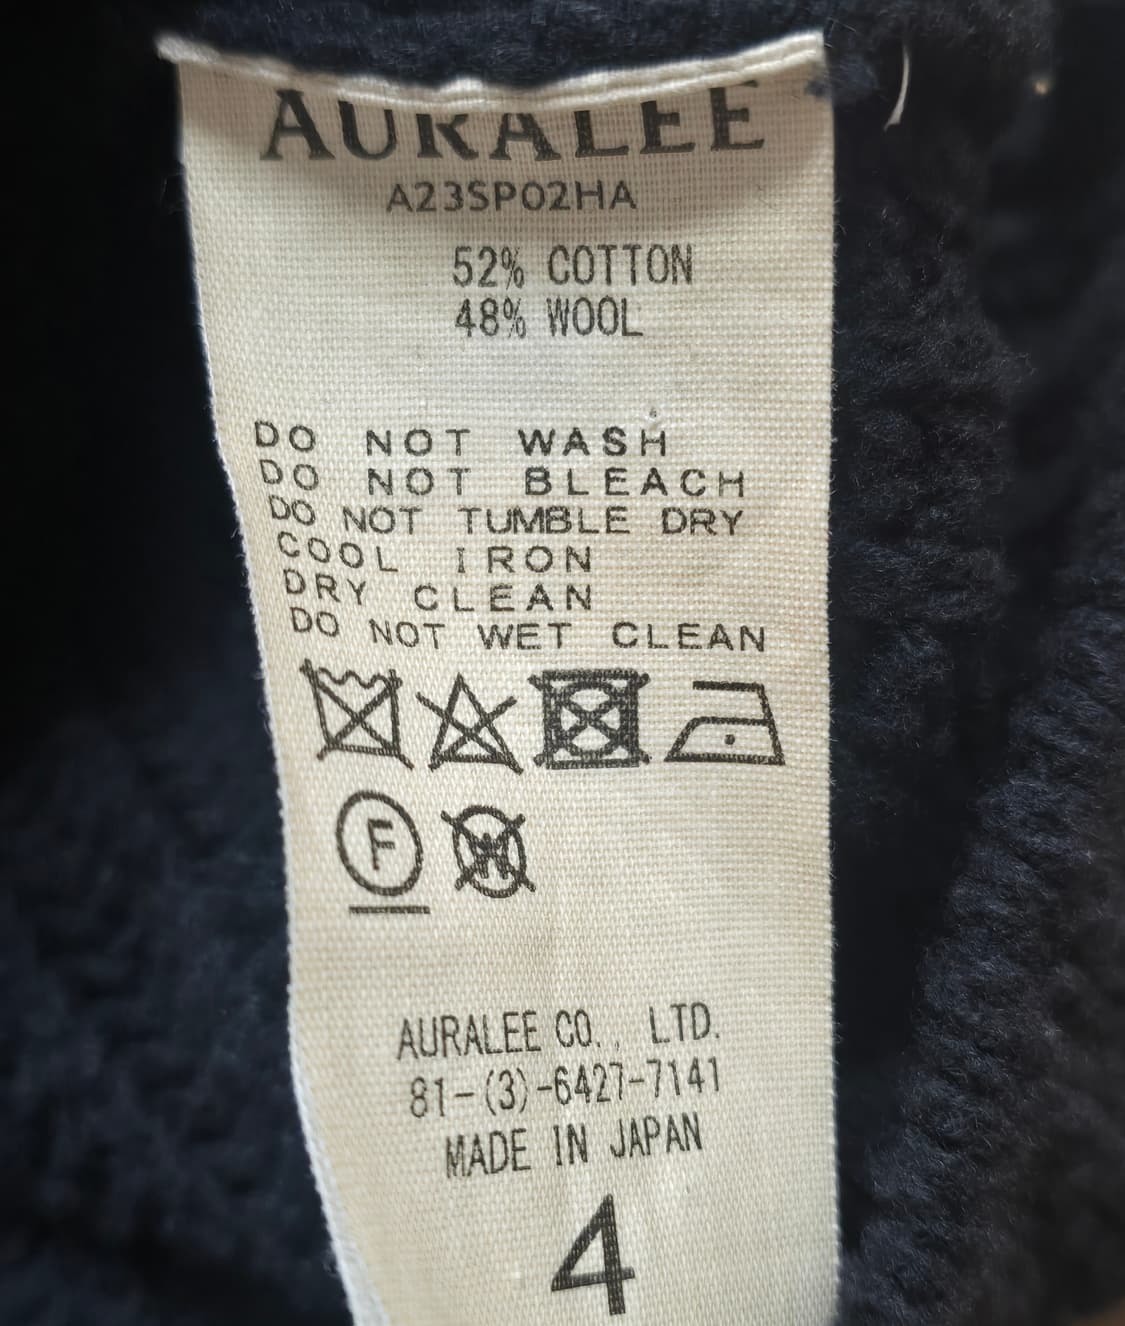 AURALEE
A23SP02HA
52% COTTON
48% WOOL
DO NOT WASH
DO NOT BLEACH
DO NOT TUMBLE DRY
COOL IRON
DRY CLEAN
DO NOT WET CLEAN
F W
AURALEE CO., LTD.
81-(3)-6427-7141
MADE IN JAPAN
4